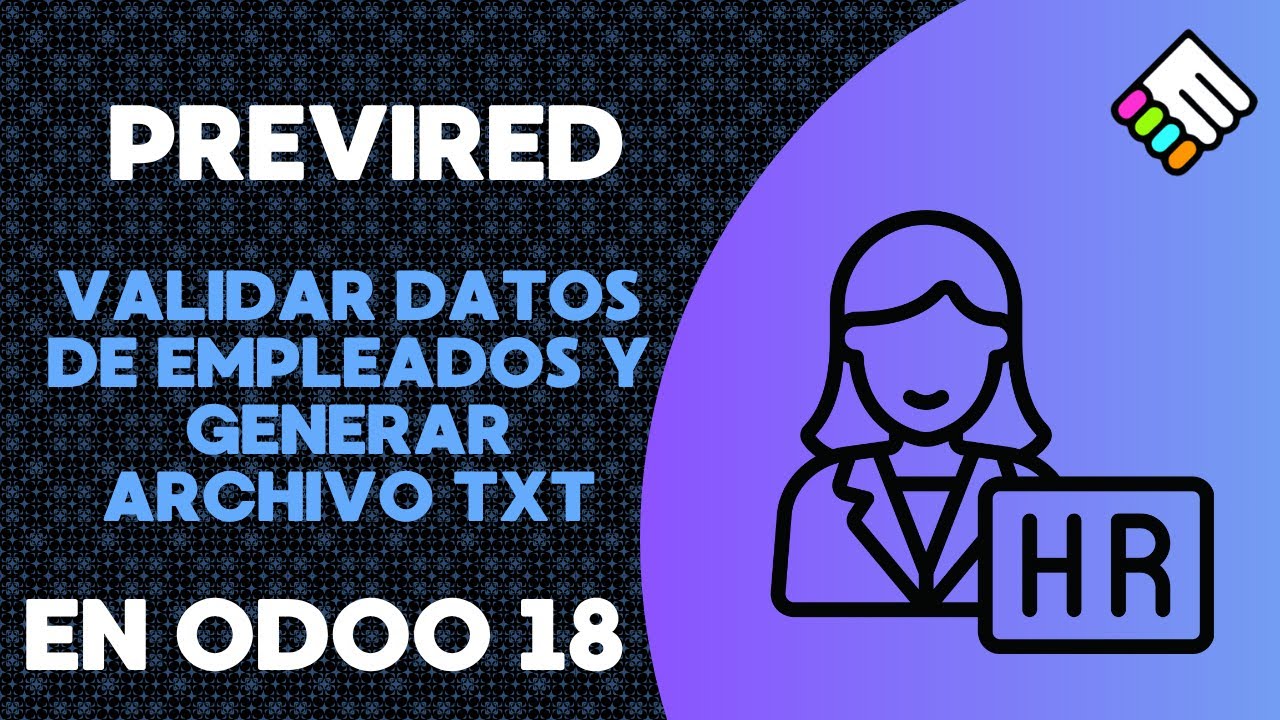 PREVIRED
VALIDAR DATOS
DE EMPLEADOS Y
GENERAR
ARCHIVO TXT
EN ODOO 18
HR